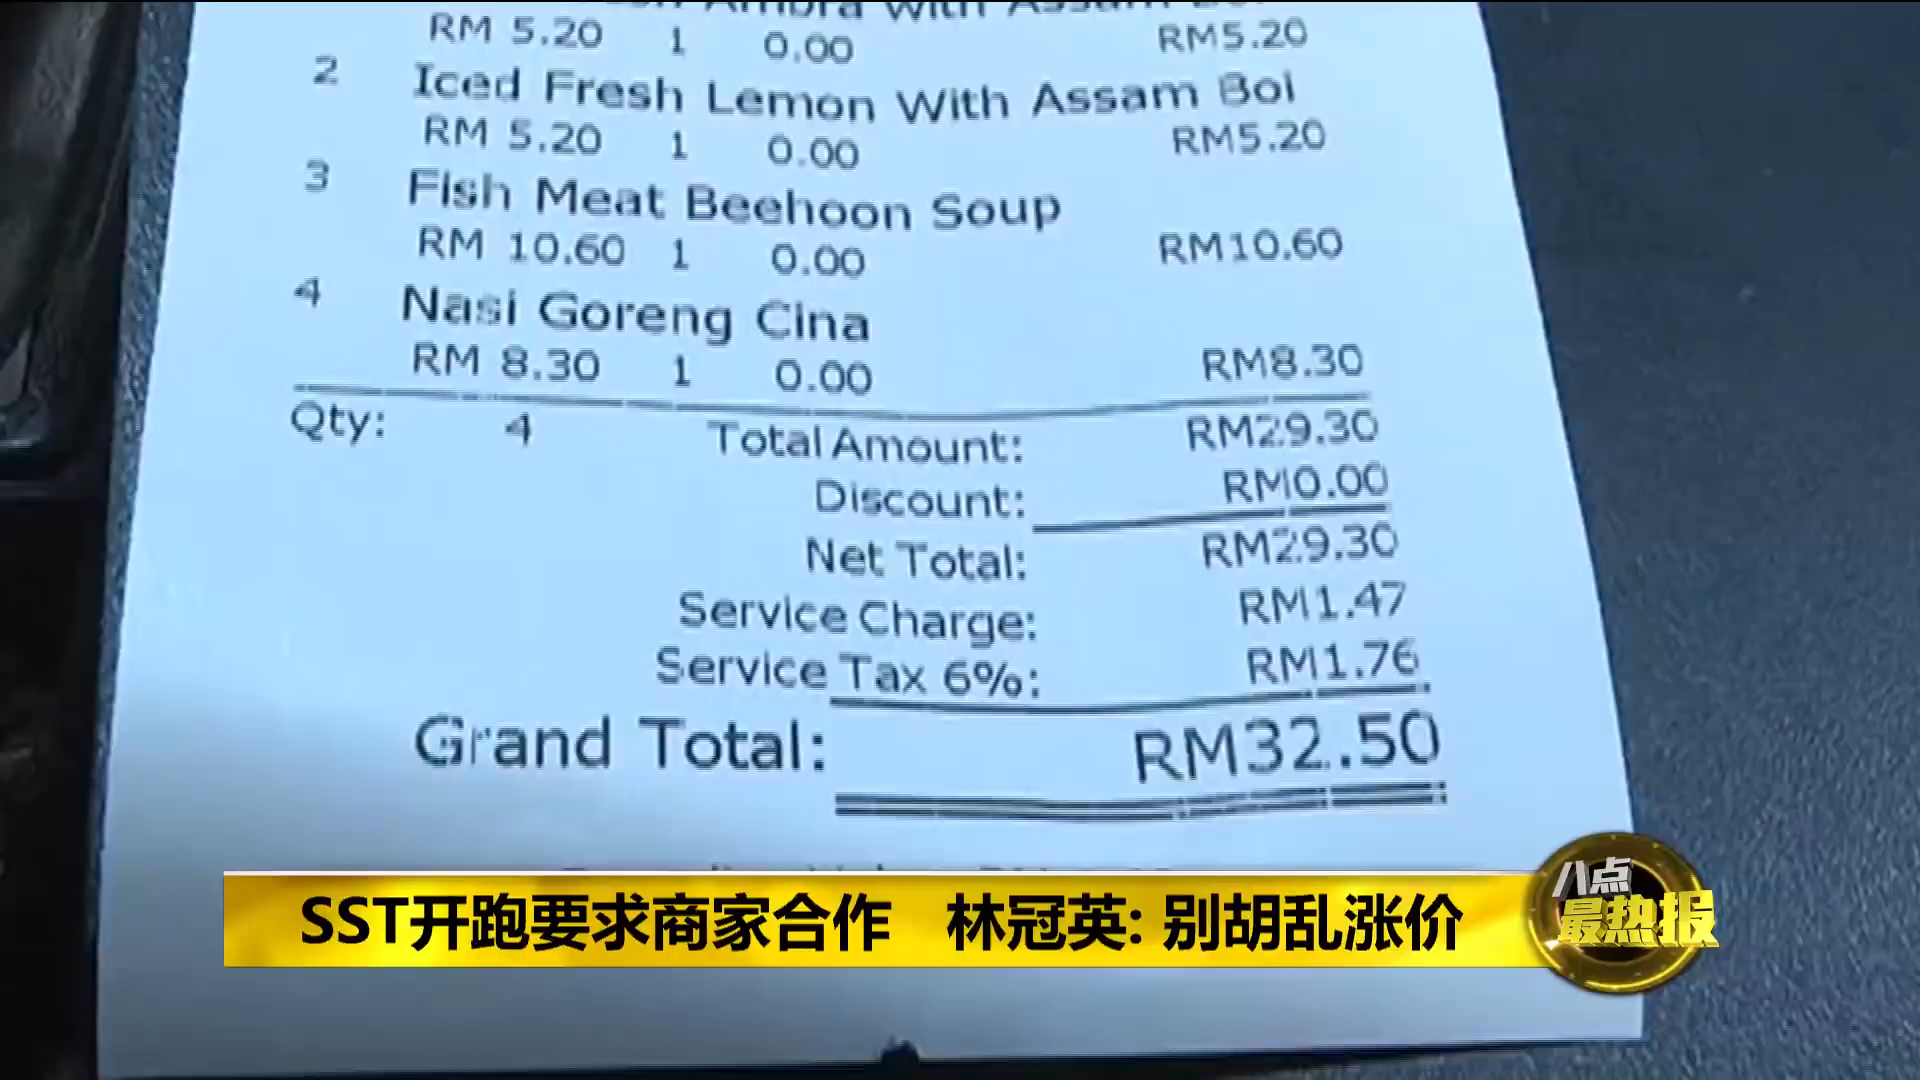 Ambra With Assam
RM 5.20 1 0.00 RM5.20
2 Iced Fresh Lemon With Assam Boi
RM 5.20 1 0.00 RM5.20
3 Fish Meat Beehoon Soup
RM 10.60 1 0.00 RM10.60
4 Nasi Goreng Cina
RM 8.30 1 0.00 RM8.30
Qty: 4 Total Amount: RM29.30
Discount: RM0.00
Net Total: RM29.30
Service Charge: RM1.47
Service Tax 6%: RM1.76
Grand Total: RM32.50
SST开跑要求商家合作 林冠英: 别胡乱涨价
八点
最热报